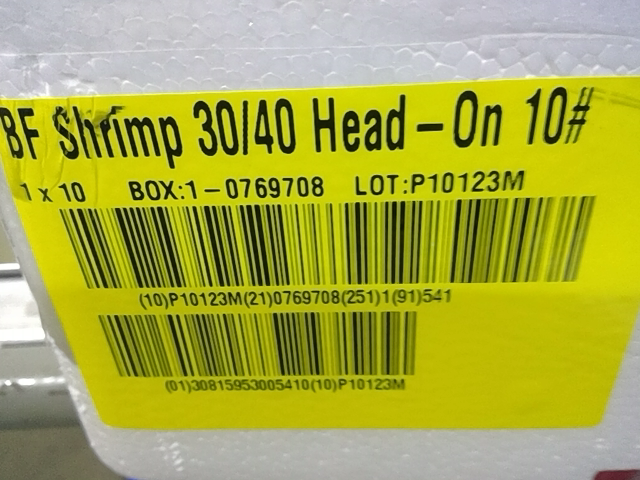 BF Shrimp 30/40 Head-On 10#
1 x 10 BOX:1-0769708 LOT:P10123M
(10)P10123M(21)0769708(251)1(91)541
(01)30815953005410(10)P10123M